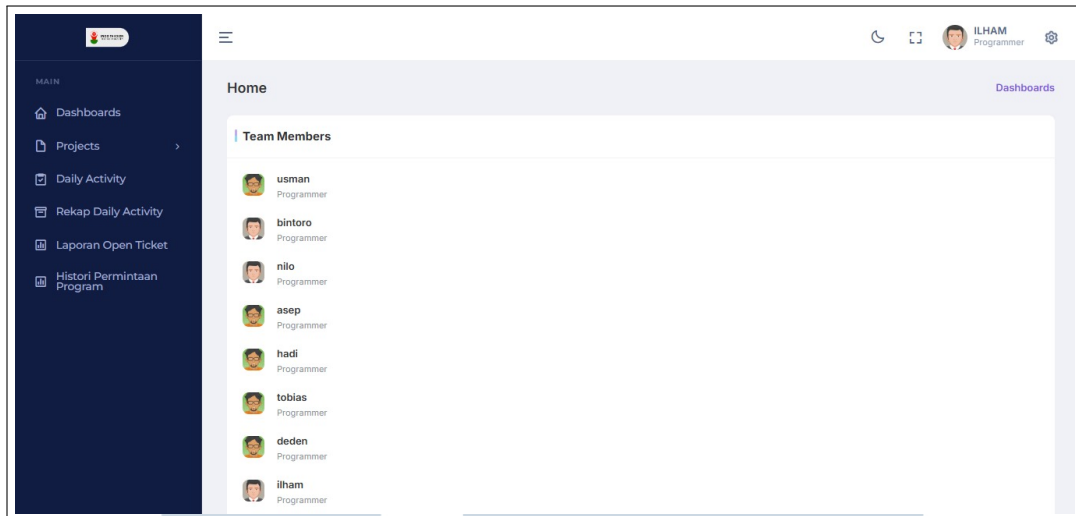 ILHAM
Programmer
MAIN
Dashboards
Projects
Daily Activity
Rekap Daily Activity
Laporan Open Ticket
Histori Permintaan
Program
Home
Dashboards
Team Members
usman
Programmer
bintoro
Programmer
nilo
Programmer
asep
Programmer
hadi
Programmer
tobias
Programmer
deden
Programmer
ilham
Programmer